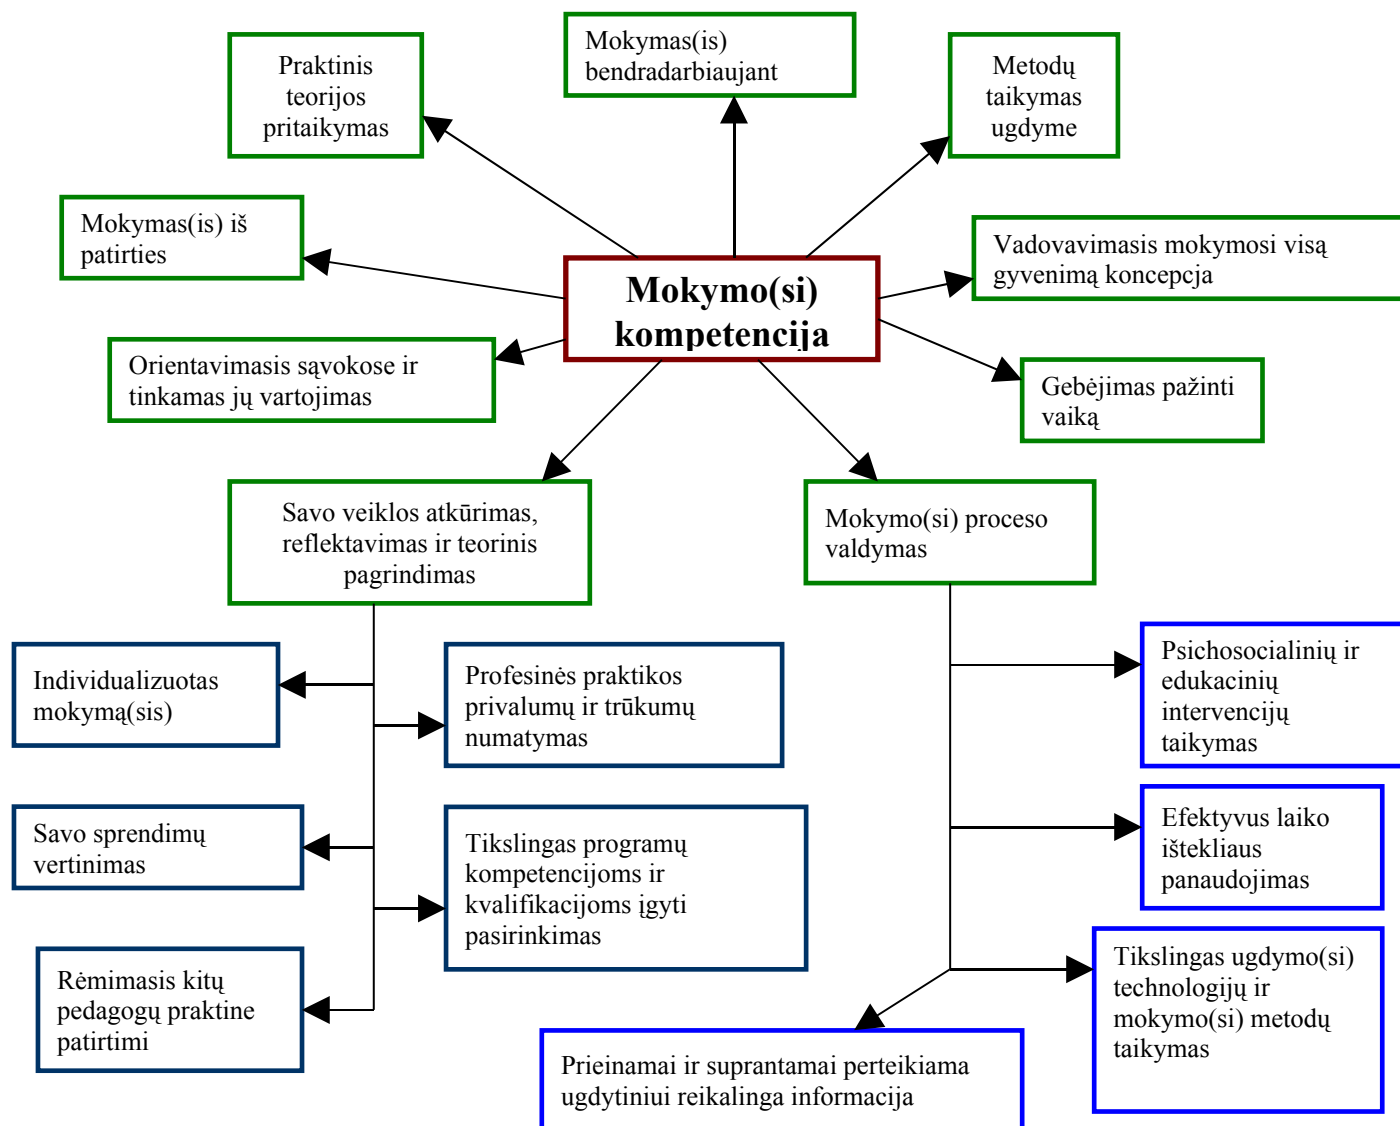 Mokymas(is)
bendradarbiaujant
Praktinis
teorijos
pritaikymas
Metodų
taikymas
ugdyme
Mokymas(is) iš
patirties
Vadovavimasis mokymosi visą
gyvenimą koncepcja
Mokymo(si)
kompetencija
Orientavimasis sąvokose ir
tinkamas jų vartojimas
Gebėjimas pažinti
vaiką
Savo veiklos atkūrimas,
reflektavimas ir teorinis
pagrindimas
Mokymo(si) proceso
valdymas
Individualizuotas
mokymą(sis)
Profesinės praktikos
privalumų ir trūkumų
numatymas
Psichosocialinių ir
edukacinių
intervencijų
taikymas
Savo sprendimų
vertinimas
Tikslingas programų
kompetencijoms ir
kvalifikacijoms įgyti
pasirinkimas
Efektyvus laiko
ištekliaus
panaudojimas
Rėmimasis kitų
pedagogų praktine
patirtimi
Tikslingas ugdymo(si)
technologijų ir
mokymo(si) metodų
taikymas
Prieinamai ir suprantamai perteikiama
ugdytiniui reikalinga informacija